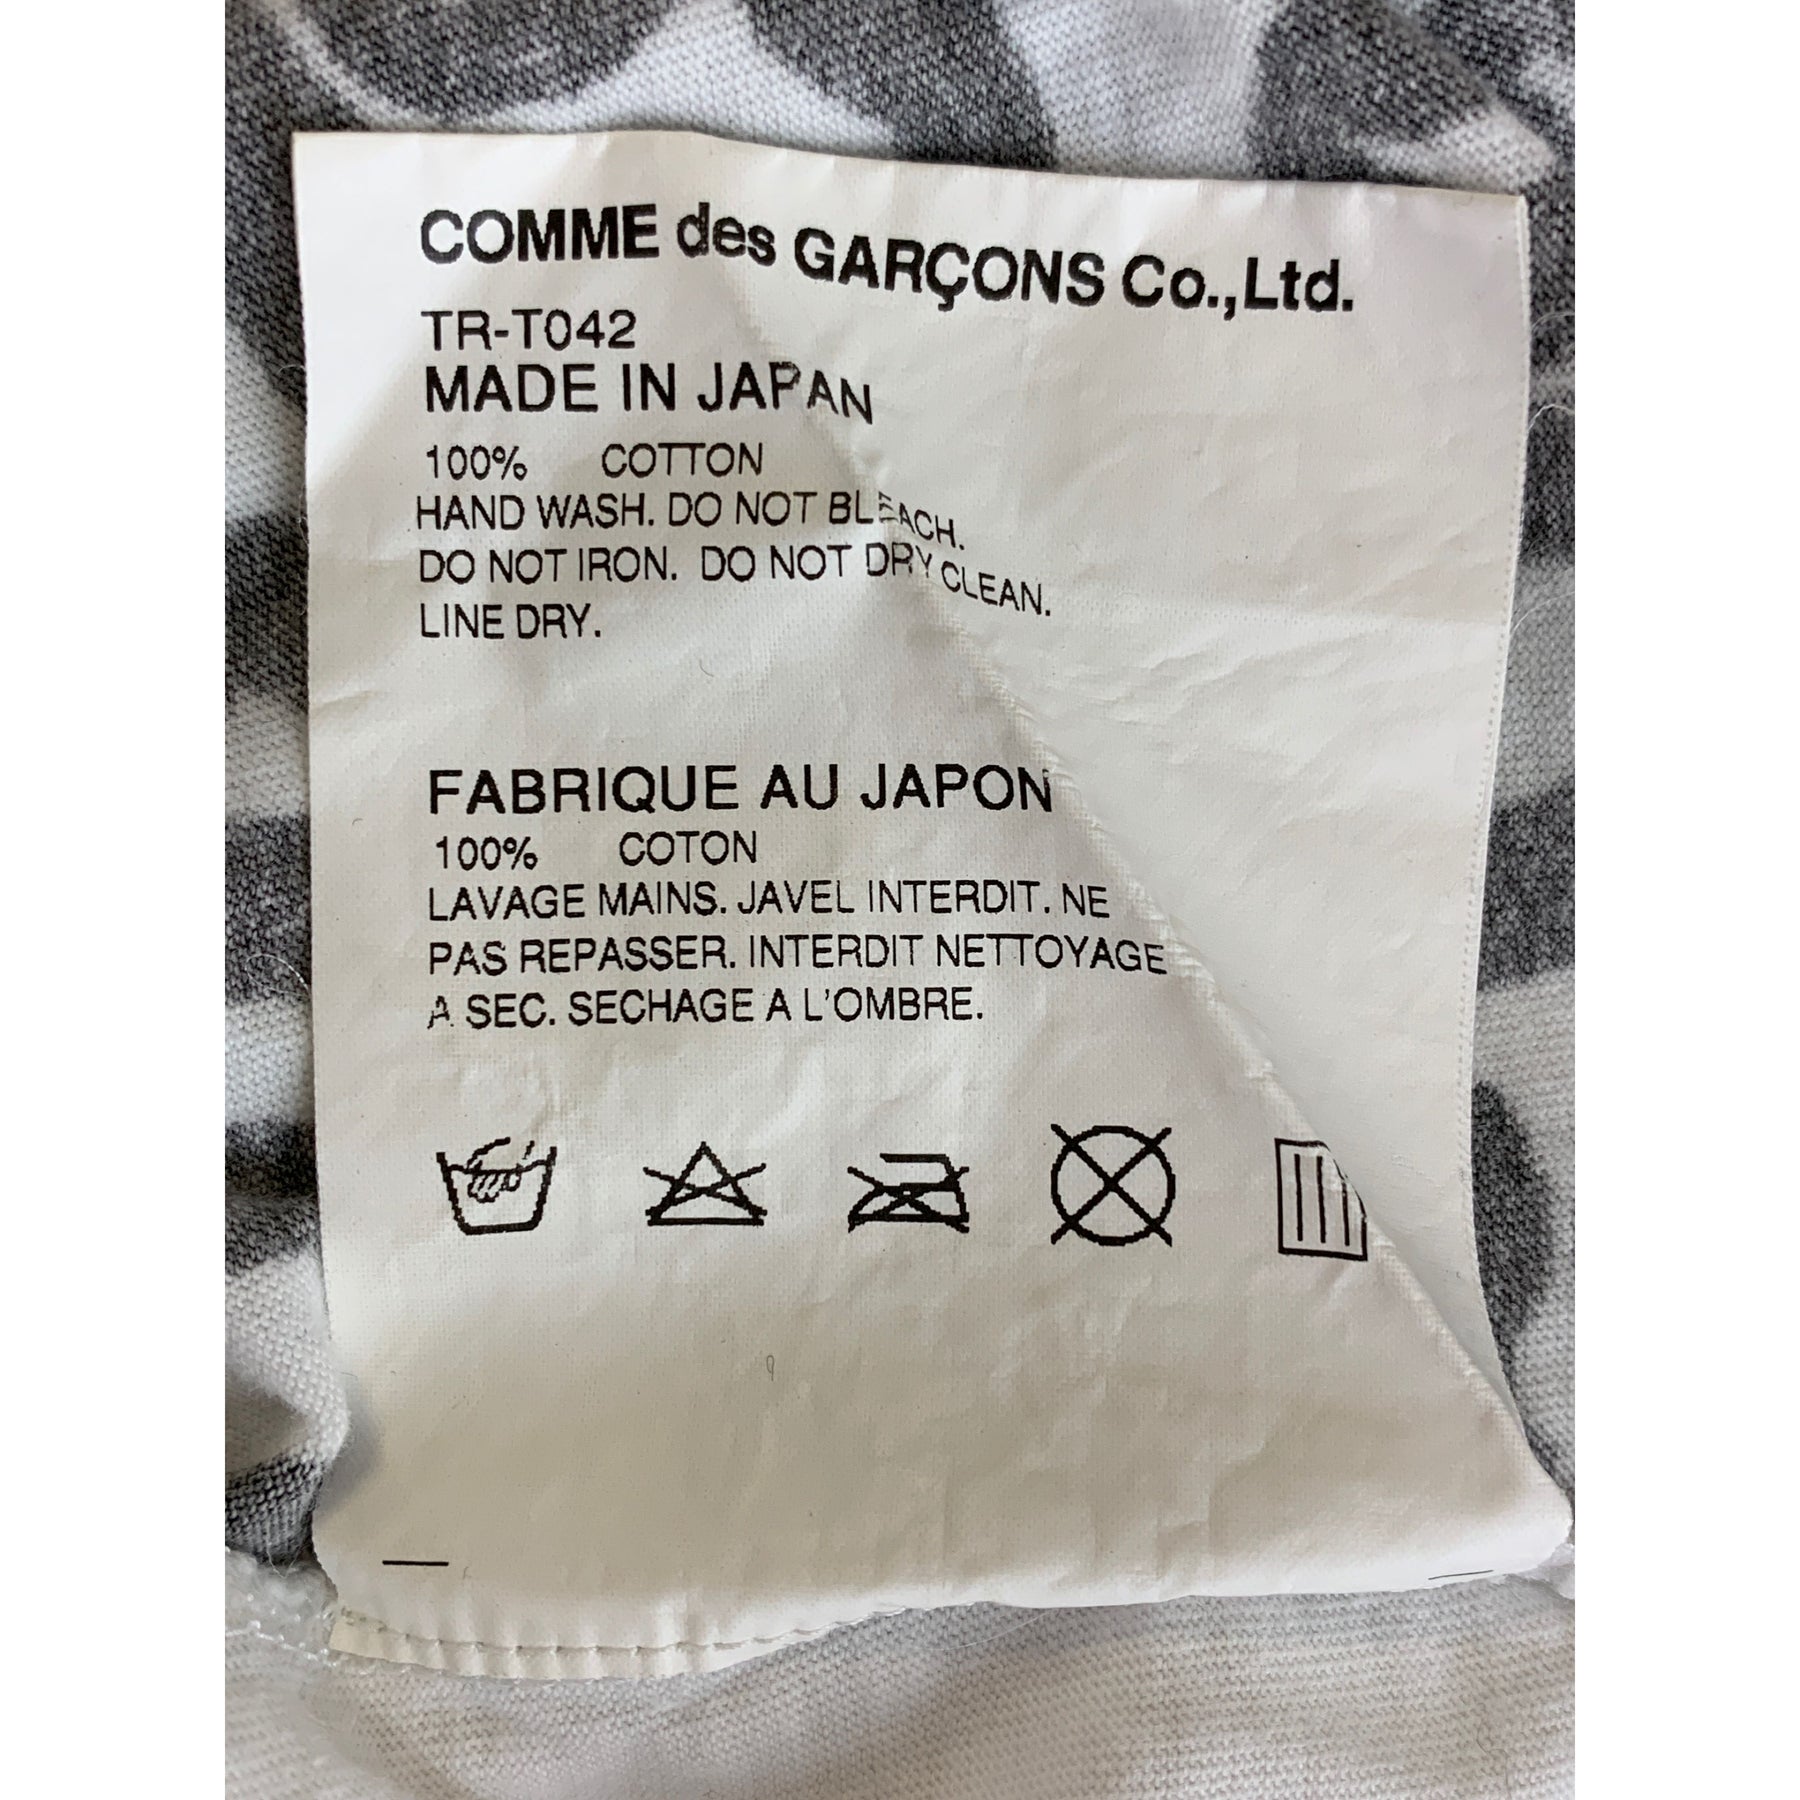 COMME des GARÇONS Co.,Ltd.
TR-T042
MADE IN JAPAN
100% COTTON
HAND WASH. DO NOT BLEACH.
DO NOT IRON. DO NOT DRY CLEAN.
LINE DRY.
FABRIQUE AU JAPON
100% COTON
LAVAGE MAINS. JAVEL INTERDIT. NE
PAS REPASSER. INTERDIT NETTOYAGE
A SEC. SECHAGE A L'OMBRE.